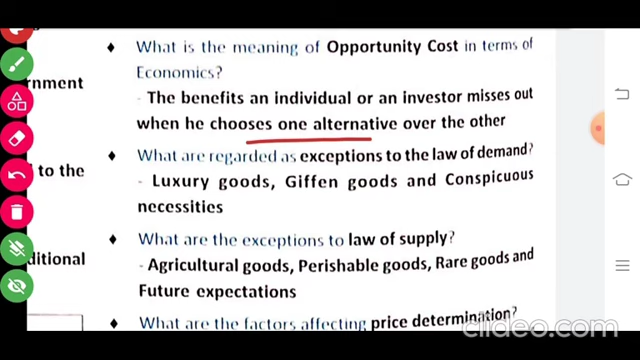 What is the meaning of Opportunity Cost in terms of
Economics?
rnment
- The benefits an individual or an investor misses out
when he chooses one alternative over the other
What are regarded as exceptions to the law of demand?
l to the
- Luxury goods, Giffen goods and Conspicuous
necessities
What are the exceptions to law of supply?
ditional
- Agricultural goods, Perishable goods, Rare goods and
Future expectations
What are the factors affecting price determination?
clideo.com